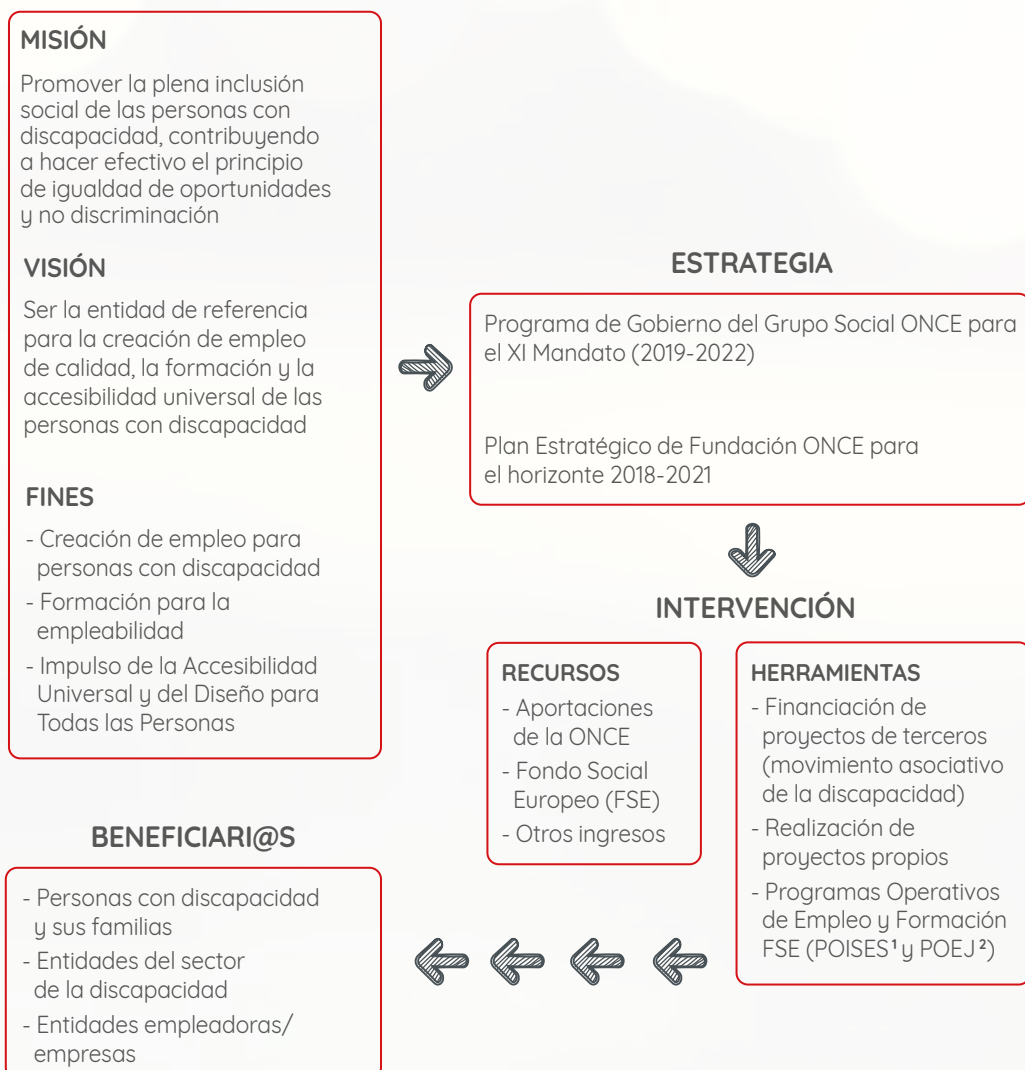 MISIÓN
Promover la plena inclusión
social de las personas con
discapacidad, contribuyendo
a hacer efectivo el principio
de igualdad de oportunidades
y no discriminación
VISIÓN
Ser la entidad de referencia
para la creación de empleo
de calidad, la formación y la
accesibilidad universal de las
personas con discapacidad
FINES
- Creación de empleo para
personas con discapacidad
- Formación para la
empleabilidad
- Impulso de la Accesibilidad
Universal y del Diseño para
Todas las Personas
ESTRATEGIA
Programa de Gobierno del Grupo Social ONCE para
el XI Mandato (2019-2022)
Plan Estratégico de Fundación ONCE para
el horizonte 2018-2021
INTERVENCIÓN
RECURSOS
- Aportaciones
de la ONCE
- Fondo Social
Europeo (FSE)
- Otros ingresos
HERRAMIENTAS
- Financiación de
proyectos de terceros
(movimiento asociativo
de la discapacidad)
- Realización de
proyectos propios
- Programas Operativos
de Empleo y Formación
FSE (POISES¹ y POEJ²)
BENEFICIARI@S
- Personas con discapacidad
y sus familias
- Entidades del sector
de la discapacidad
- Entidades empleadoras/
empresas